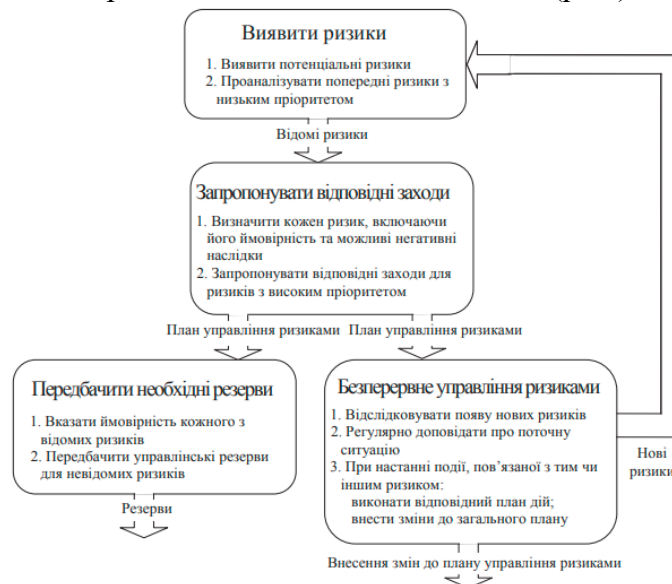 Виявити ризики
1. Виявити потенціальні ризики
2. Проаналізувати попередні ризики з
низьким пріоритетом
Відомі ризики
Запропонувати відповідні заходи
1. Визначити кожен ризик, включаючи
його ймовірність та можливі негативні
наслідки
2. Запропонувати відповідні заходи для
ризиків з високим пріоритетом
План управління ризиками
План управління ризиками
Передбачити необхідні резерви
1. Вказати ймовірність кожного з
відомих ризиків
2. Передбачити управлінські резерви
для невідомих ризиків
Резерви
Безперервне управління ризиками
1. Відслідковувати появу нових ризиків
2. Регулярно доповідати про поточну
ситуацію
3. При настанні події, пов’язаної з тим чи
іншим ризиком:
виконати відповідний план дій;
внести зміни до загального плану
Нові
ризики
Внесення змін до плану управління ризиками